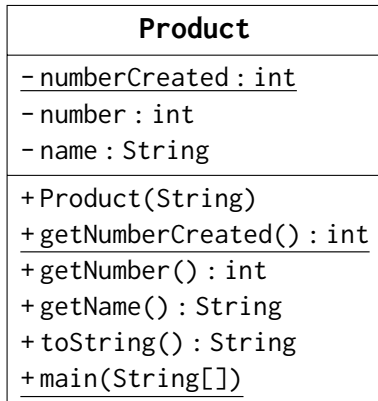 Product
- numberCreated : int
- number : int
- name : String
+ Product(String)
+ getNumberCreated() : int
+ getNumber() : int
+ getName() : String
+ toString() : String
+ main(String[])